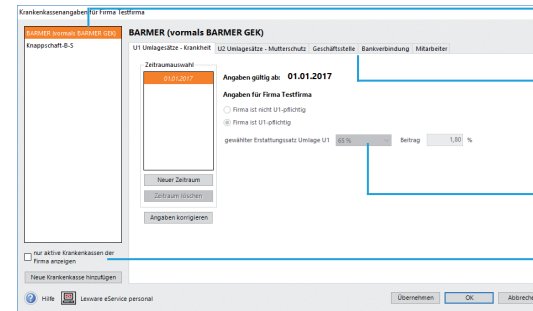 Krankenkassenangaben für Firma Testfirma
BARMER (vormals BARMER GEK)
Knappschaft-B-S
BARMER (vormals BARMER GEK)
U1 Umlagesätze - Krankheit U2 Umlagesätze - Mutterschutz Geschäftsstelle Bankverbindung Mitarbeiter
Zeitraumauswahl
01.01.2017
Angaben gültig ab: 01.01.2017
Angaben für Firma Testfirma
Firma ist nicht U1-pflichtig
Firma ist U1-pflichtig
gewählter Erstattungssatz Umlage U1 65 % Beitrag 1,80 %
Neuer Zeitraum
Zeitraum löschen
Angaben korrigieren
nur aktive Krankenkassen der
Firma anzeigen
Neue Krankenkasse hinzufügen
Hilfe Lexware eService personal
Übernehmen OK Abbreche